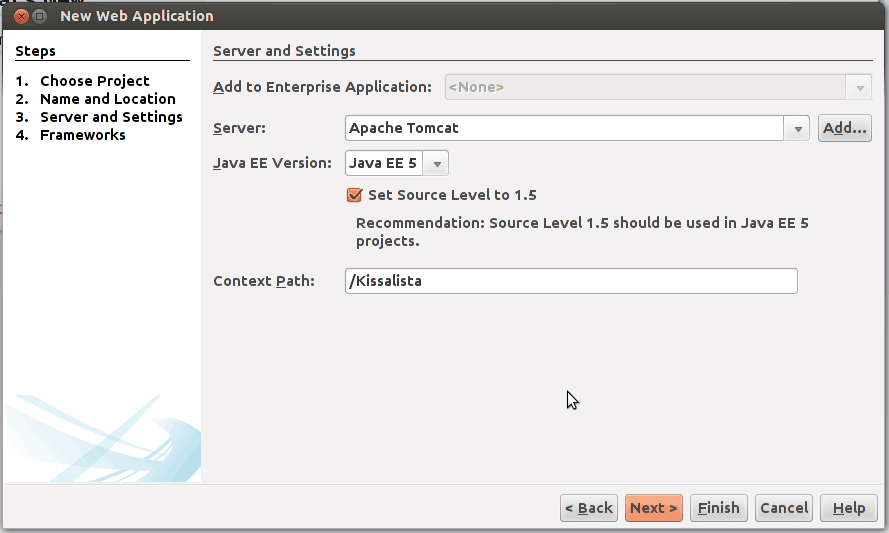 New Web Application
Steps
1. Choose Project
2. Name and Location
3. Server and Settings
4. Frameworks
Server and Settings
Add to Enterprise Application: <None>
Server: Apache Tomcat Add...
Java EE Version: Java EE 5
Set Source Level to 1.5
Recommendation: Source Level 1.5 should be used in Java EE 5
projects.
Context Path: /Kissalista
< Back Next > Finish Cancel Help